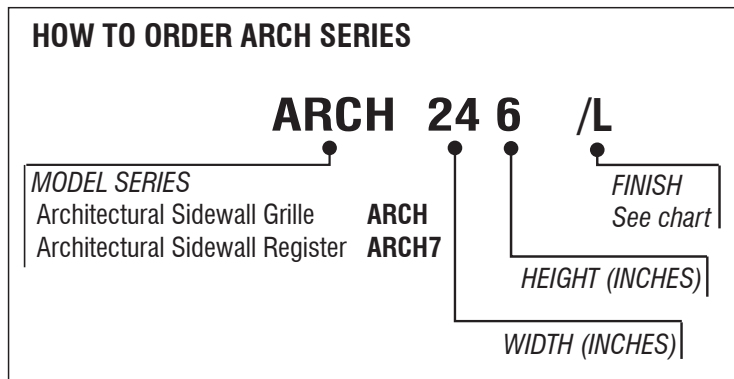 HOW TO ORDER ARCH SERIES
ARCH 24 6 /L
MODEL SERIES
Architectural Sidewall Grille ARCH
Architectural Sidewall Register ARCH7
FINISH
See chart
HEIGHT (INCHES)
WIDTH (INCHES)